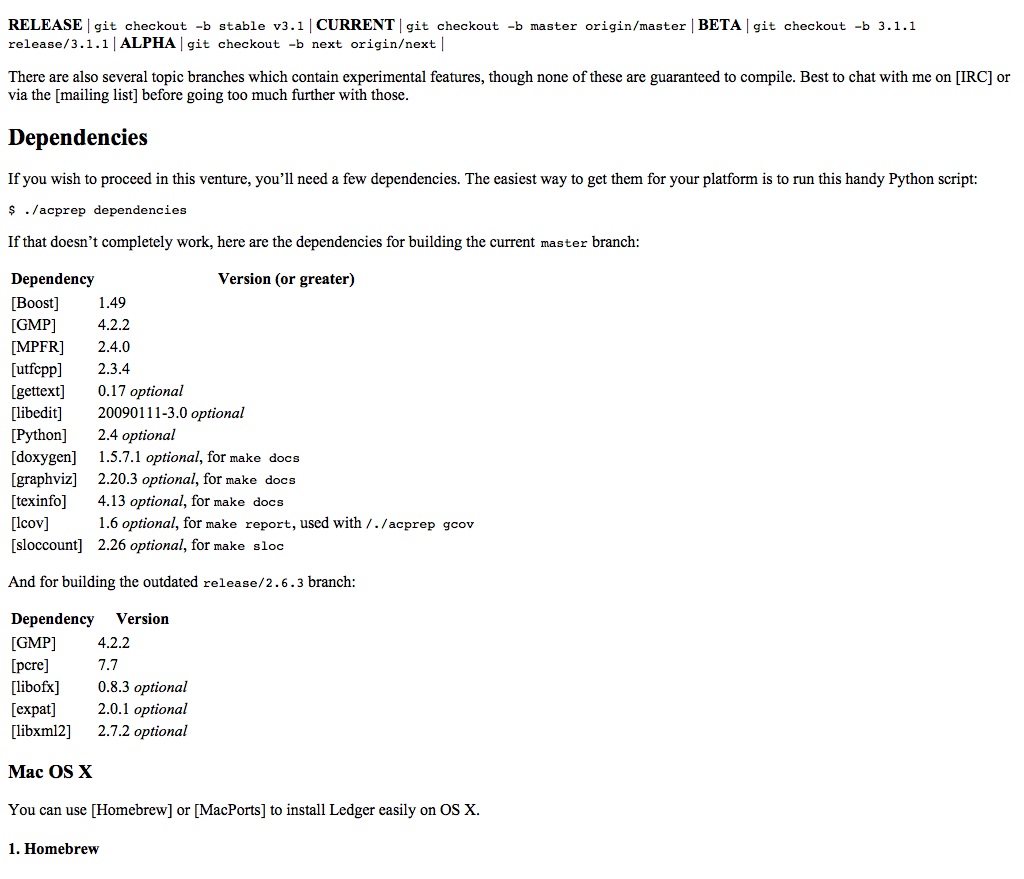 RELEASE | git checkout -b stable v3.1 | CURRENT | git checkout -b master origin/master | BETA | git checkout -b 3.1.1
release/3.1.1 | ALPHA | git checkout -b next origin/next |
There are also several topic branches which contain experimental features, though none of these are guaranteed to compile. Best to chat with me on [IRC] or
via the [mailing list] before going too much further with those.
Dependencies
If you wish to proceed in this venture, you’ll need a few dependencies. The easiest way to get them for your platform is to run this handy Python script:
$ ./acprep dependencies
If that doesn’t completely work, here are the dependencies for building the current master branch:
Dependency Version (or greater)
[Boost] 1.49
[GMP] 4.2.2
[MPFR] 2.4.0
[utfcpp] 2.3.4
[gettext] 0.17 optional
[libedit] 20090111-3.0 optional
[Python] 2.4 optional
[doxygen] 1.5.7.1 optional, for make docs
[graphviz] 2.20.3 optional, for make docs
[texinfo] 4.13 optional, for make docs
[lcov] 1.6 optional, for make report, used with /./acprep gcov
[sloccount] 2.26 optional, for make sloc
And for building the outdated release/2.6.3 branch:
Dependency Version
[GMP] 4.2.2
[pcre] 7.7
[libofx] 0.8.3 optional
[expat] 2.0.1 optional
[libxml2] 2.7.2 optional
Mac OS X
You can use [Homebrew] or [MacPorts] to install Ledger easily on OS X.
1. Homebrew